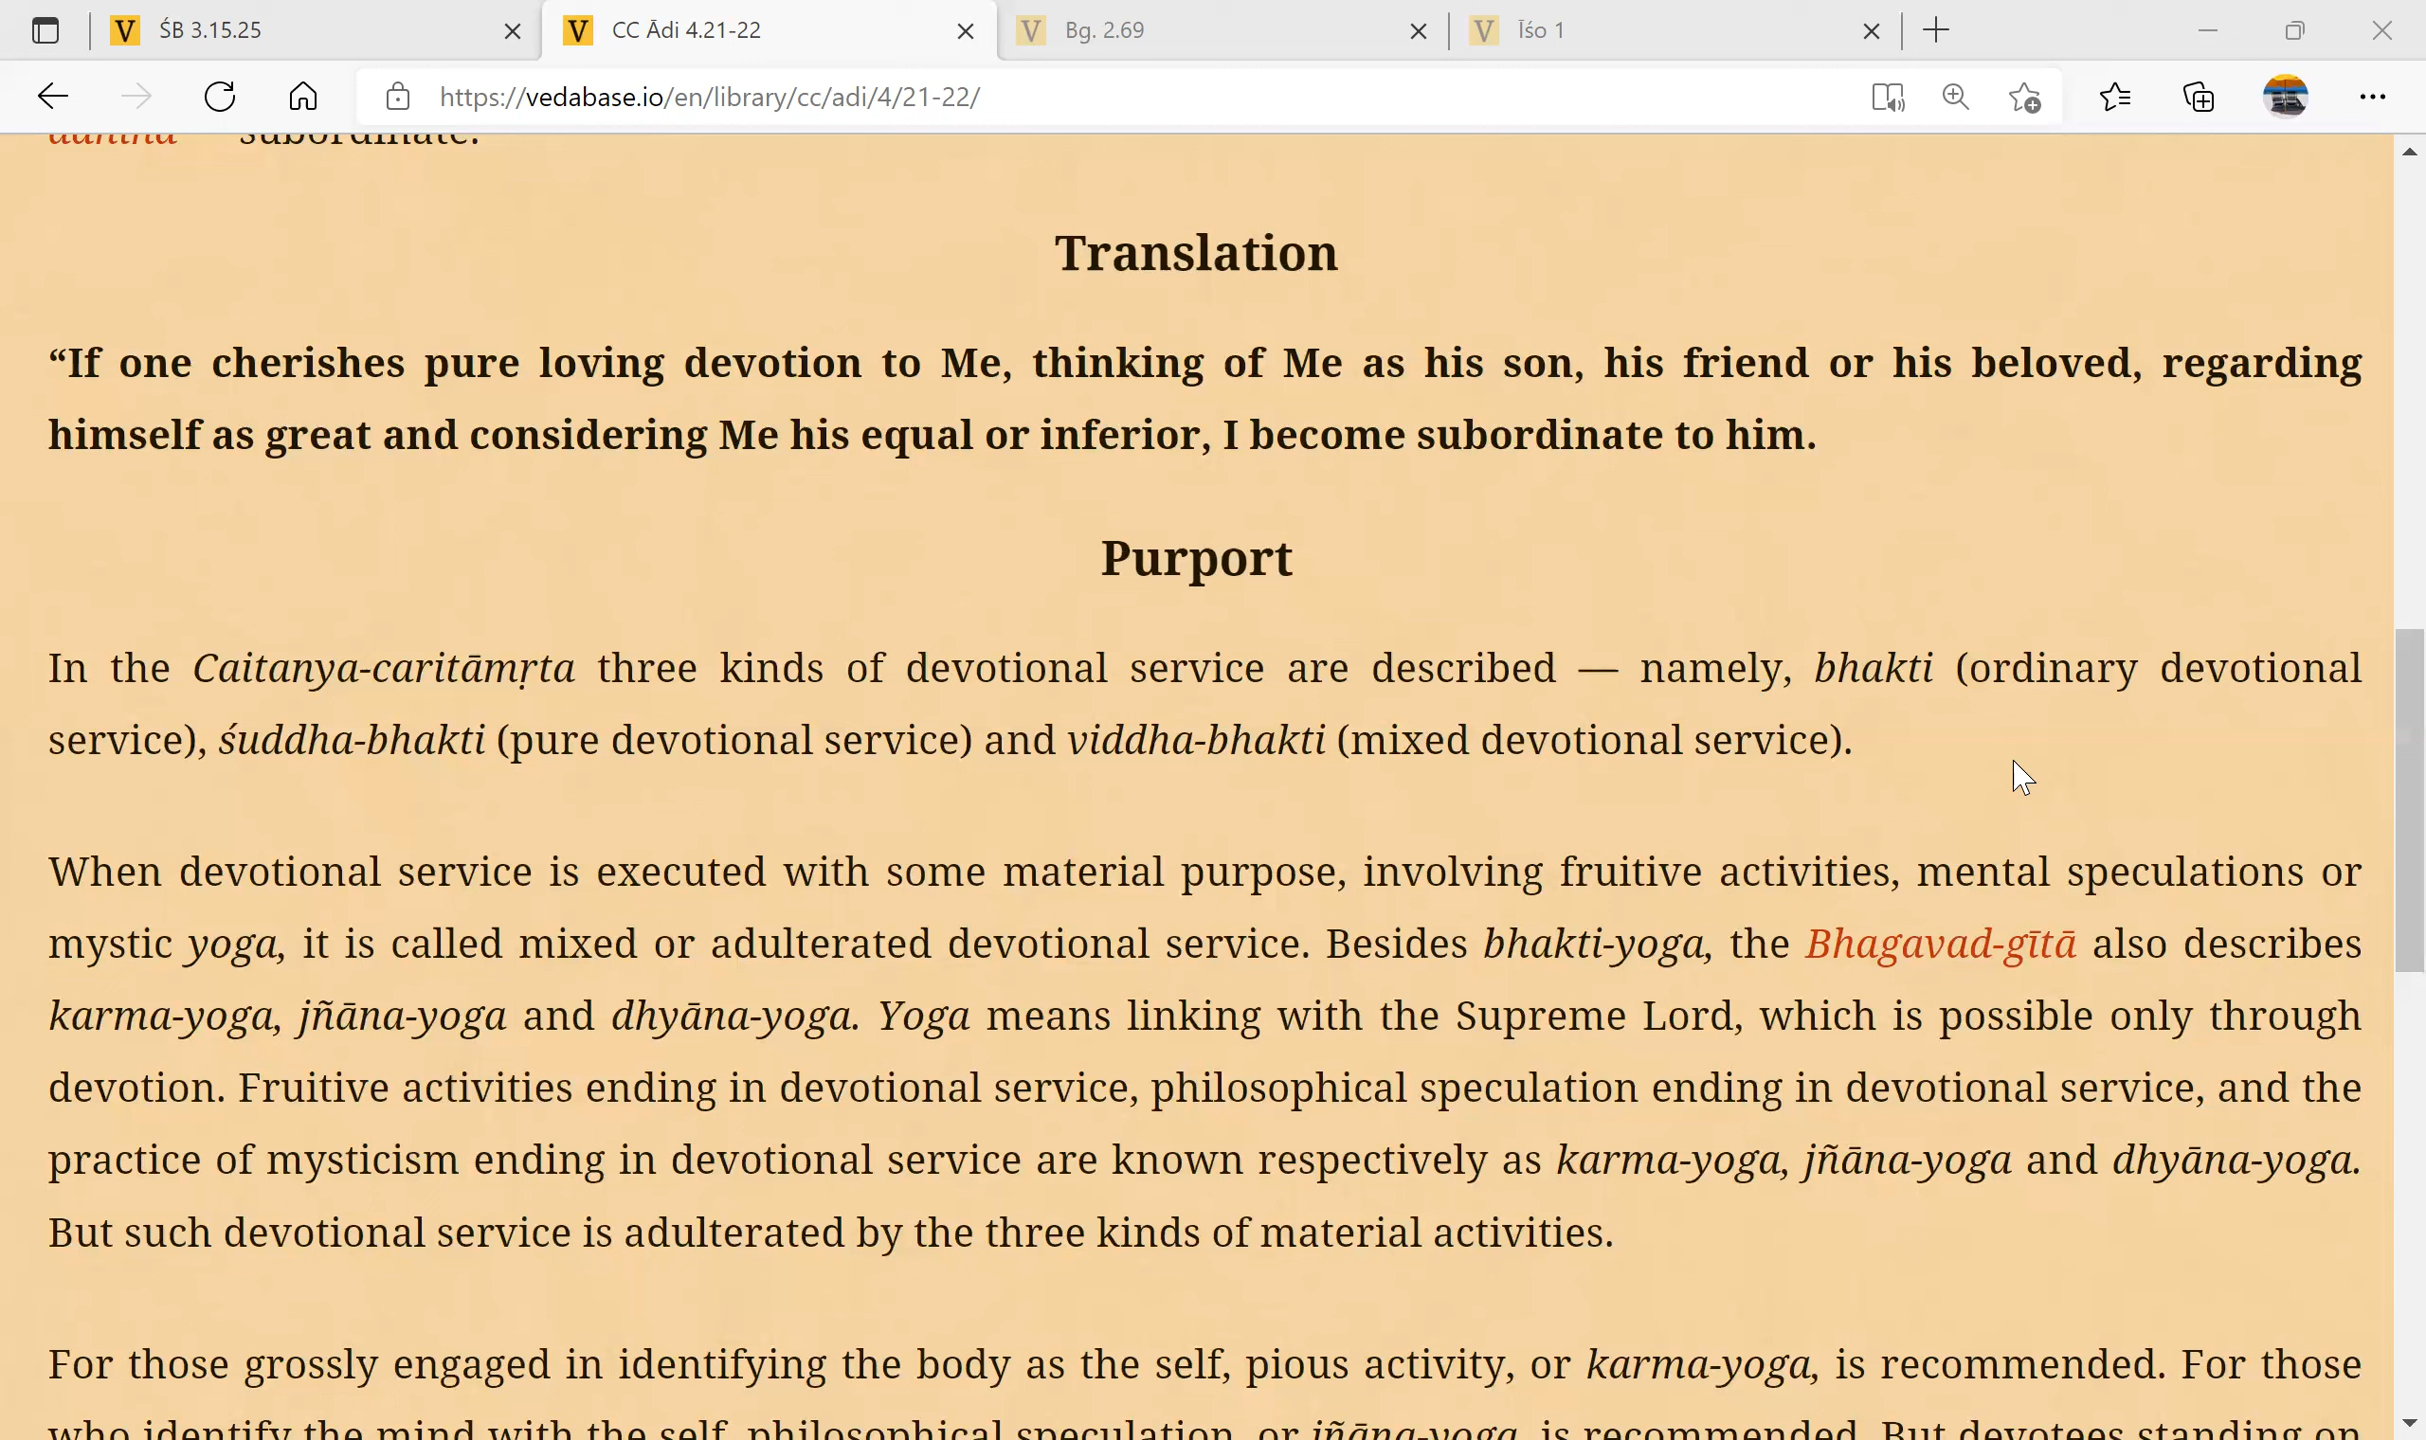 ŚB 3.15.25
CC Ādi 4.21-22
Bg. 2.69
Īśo 1
https://vedabase.io/en/library/cc/adi/4/21-22/
subordinate.
Translation
“If one cherishes pure loving devotion to Me, thinking of Me as his son, his friend or his beloved, regarding
himself as great and considering Me his equal or inferior, I become subordinate to him.
Purport
In the Caitanya-caritāmṛta three kinds of devotional service are described — namely, bhakti (ordinary devotional
service), śuddha-bhakti (pure devotional service) and viddha-bhakti (mixed devotional service).
When devotional service is executed with some material purpose, involving fruitive activities, mental speculations or
mystic yoga, it is called mixed or adulterated devotional service. Besides bhakti-yoga, the Bhagavad-gītā also describes
karma-yoga, jñāna-yoga and dhyāna-yoga. Yoga means linking with the Supreme Lord, which is possible only through
devotion. Fruitive activities ending in devotional service, philosophical speculation ending in devotional service, and the
practice of mysticism ending in devotional service are known respectively as karma-yoga, jñāna-yoga and dhyāna-yoga.
But such devotional service is adulterated by the three kinds of material activities.
For those grossly engaged in identifying the body as the self, pious activity, or karma-yoga, is recommended. For those
who identify the mind with the self, philosophical speculation, or jñāna-yoga, is recommended. But devotees standing on